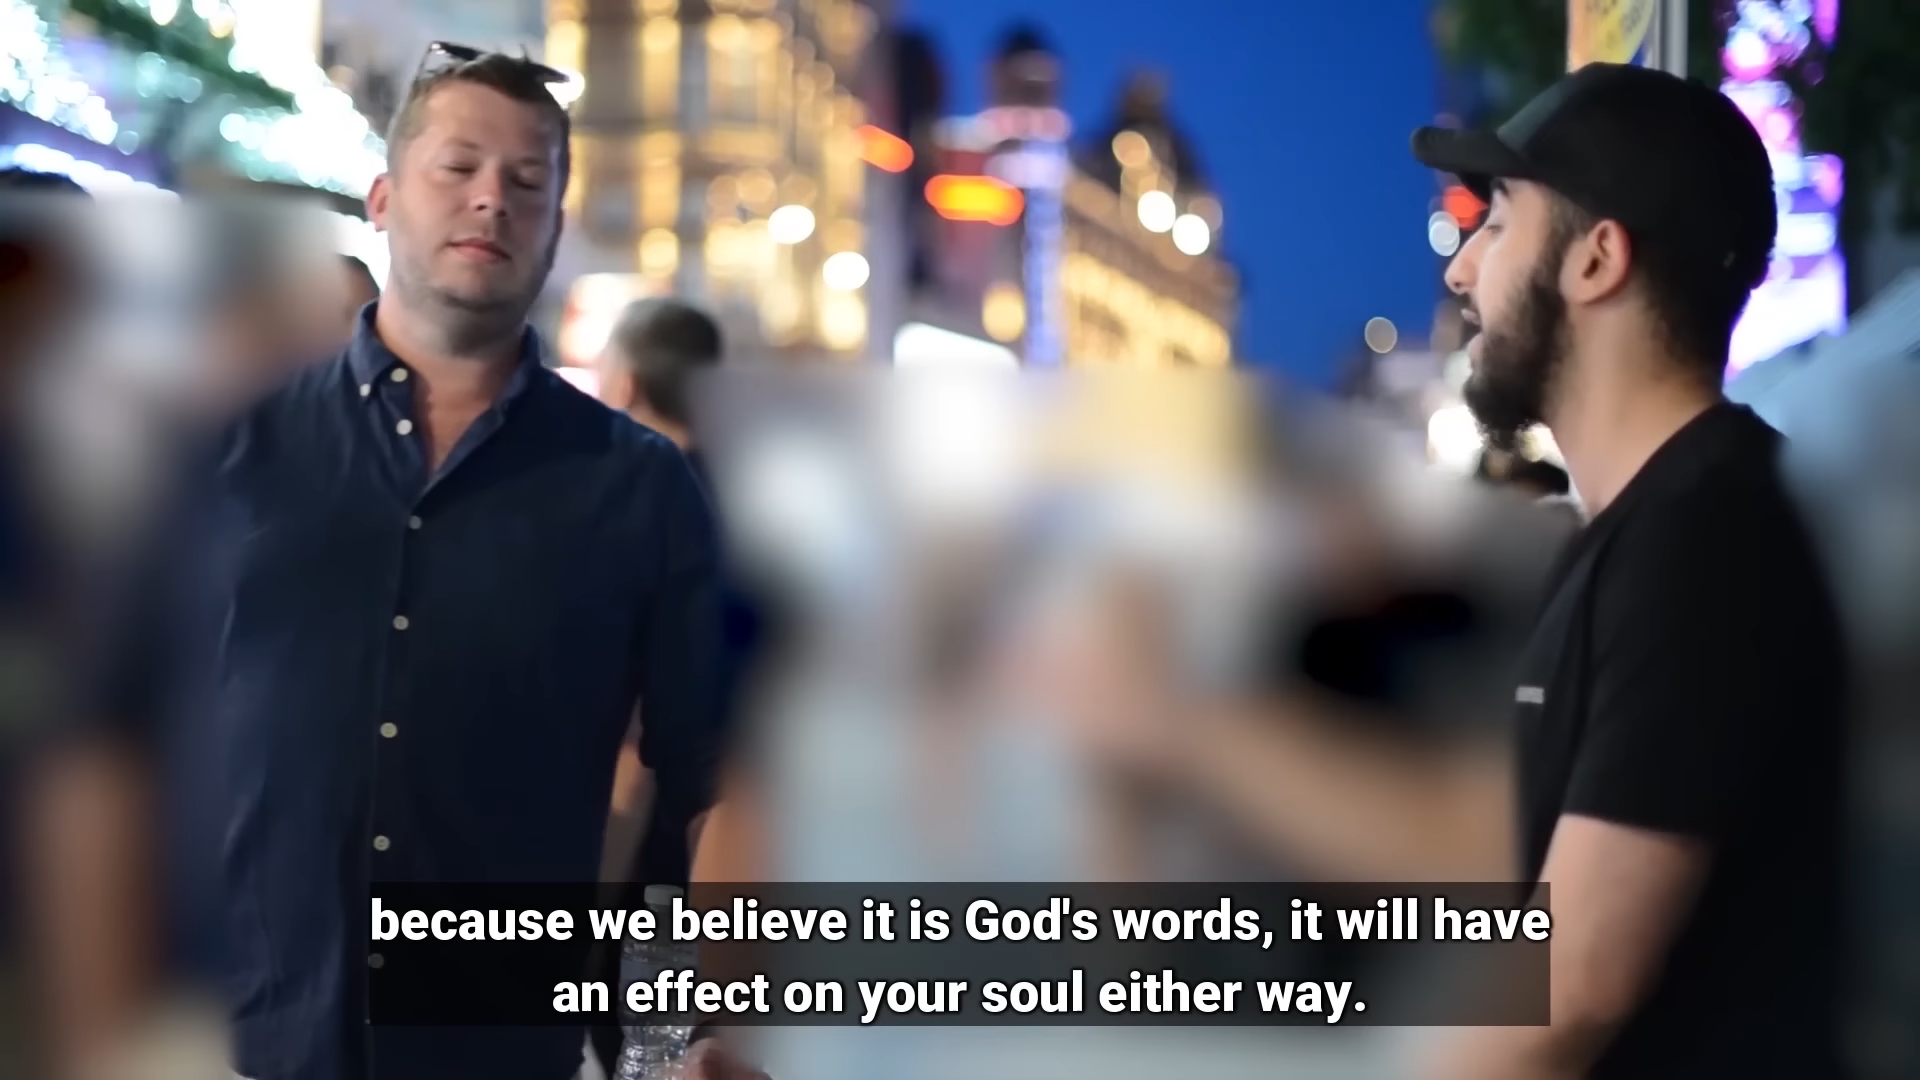 because we believe it is God's words, it will have
an effect on your soul either way.